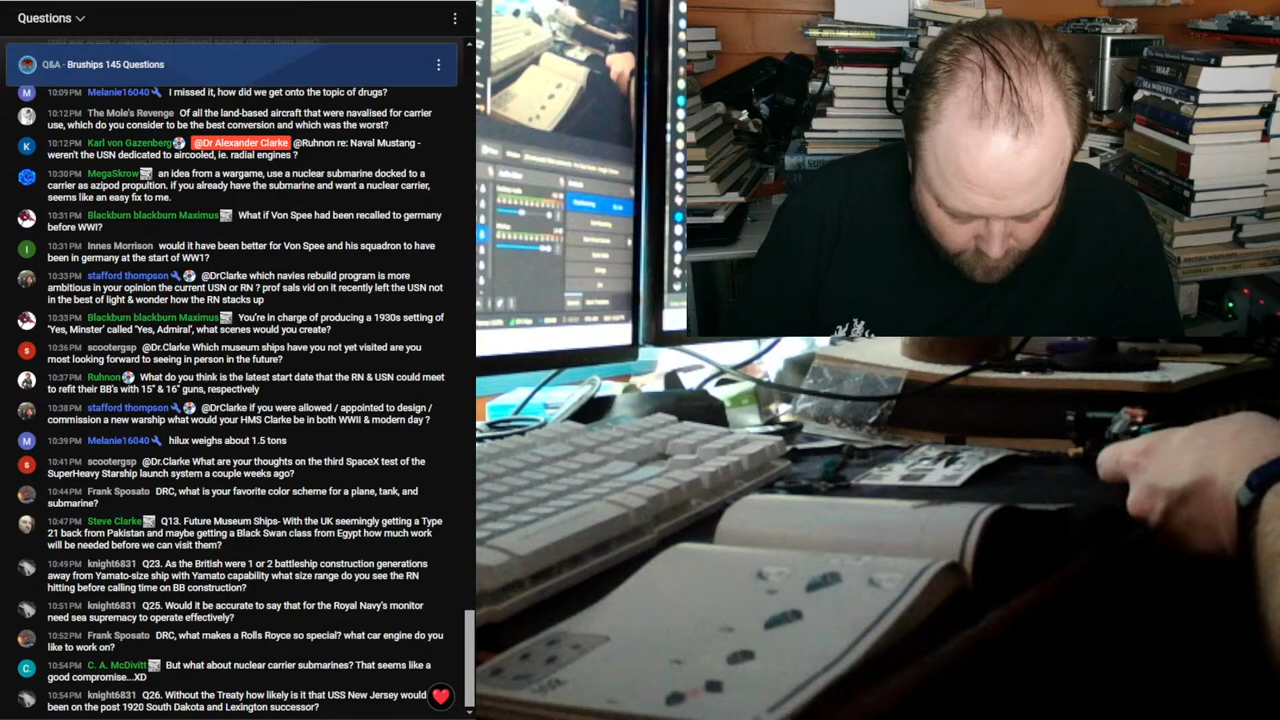 Questions
Q&A · Bruships 145 Questions
M 10:09PM Melanie16040 I missed it, how did we get onto the topic of drugs?
10:12PM The Mole's Revenge Of all the land-based aircraft that were navalised for carrier
use, which do you consider to be the best conversion and which was the worst?
K 10:12PM Karl von Gazenberg @Dr Alexander Clarke @Ruhnon re: Naval Mustang -
weren't the USN dedicated to aircooled, ie. radial engines ?
10:30PM MegaSkrow an idea from a wargame, use a nuclear submarine docked to a
carrier as azipod propultion. if you already have the submarine and want a nuclear carrier,
seems like an easy fix to me.
10:31PM Blackburn blackburn Maximus What if Von Spee had been recalled to germany
before WWI?
I 10:31PM Innes Morrison would it have been better for Von Spee and his squadron to have
been in germany at the start of WW1?
10:33PM stafford thompson @DrClarke which navies rebuild program is more
ambitious in your opinion the current USN or RN ? prof sals vid on it recently left the USN not
in the best of light & wonder how the RN stacks up
10:33PM Blackburn blackburn Maximus You're in charge of producing a 1930s setting of
'Yes, Minster' called 'Yes, Admiral', what scenes would you create?
s 10:36PM scootergsp @Dr.Clarke Which museum ships have you not yet visited are you
most looking forward to seeing in person in the future?
10:37PM Ruhnon What do you think is the latest start date that the RN & USN could meet
to refit their BB's with 15" & 16" guns, respectively
10:38PM stafford thompson @DrClarke if you were allowed / appointed to design /
commission a new warship what would your HMS Clarke be in both WWII & modern day ?
M 10:39PM Melanie16040 hilux weighs about 1.5 tons
s 10:41PM scootergsp @Dr.Clarke What are your thoughts on the third SpaceX test of the
SuperHeavy Starship launch system a couple weeks ago?
10:44PM Frank Sposato DRC, what is your favorite color scheme for a plane, tank, and
submarine?
10:47PM Steve Clarke Q13. Future Museum Ships- With the UK seemingly getting a Type
21 back from Pakistan and maybe getting a Black Swan class from Egypt how much work
will be needed before we can visit them?
10:49PM knight6831 Q23. As the British were 1 or 2 battleship construction generations
away from Yamato-size ship with Yamato capability what size range do you see the RN
hitting before calling time on BB construction?
10:51PM knight6831 Q25. Would it be accurate to say that for the Royal Navy's monitor
need sea supremacy to operate effectively?
10:52PM Frank Sposato DRC, what makes a Rolls Royce so special? what car engine do you
like to work on?
C 10:54PM C. A. McDivitt But what about nuclear carrier submarines? That seems like a
good compromise...XD
10:54PM knight6831 Q26. Without the Treaty how likely is it that USS New Jersey would
been on the post 1920 South Dakota and Lexington successor?
WAR
SEA WOLVES